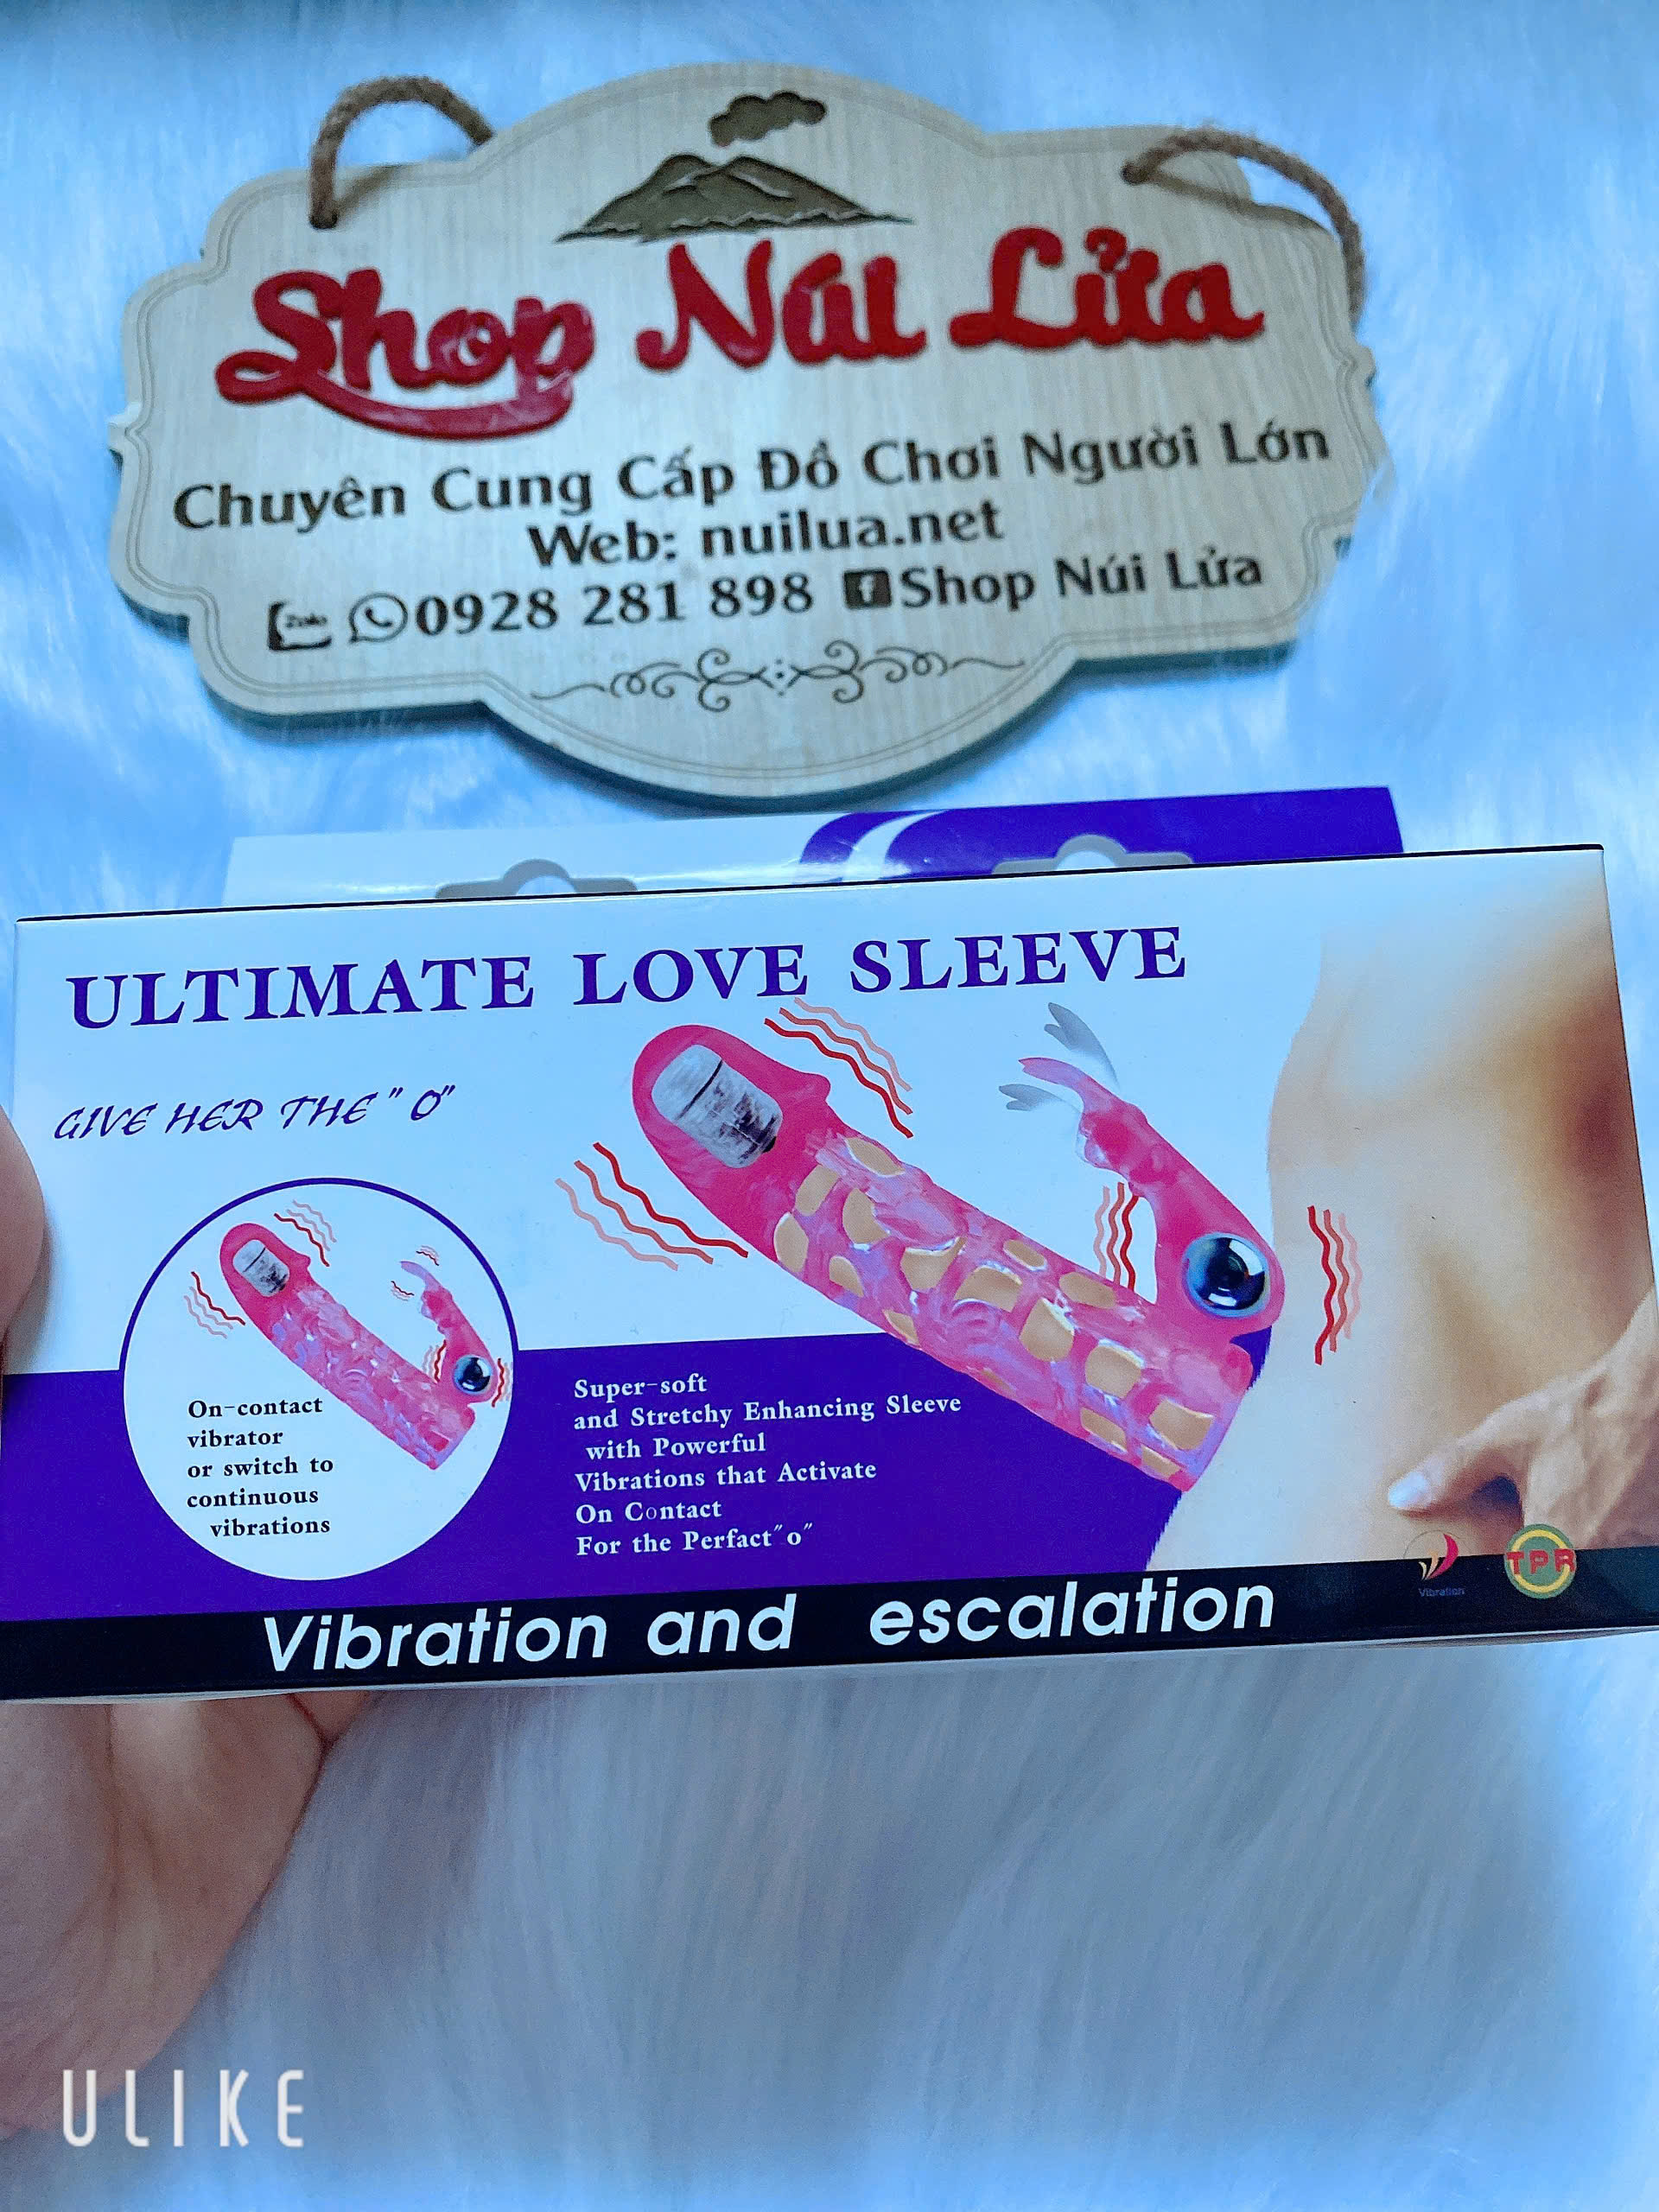 Shop Núi Lửa
Chuyên Cung Cấp Đồ Chơi Người Lớn
Web: nuilua.net
Zalo 0928 281 898 f Shop Núi Lửa
ULTIMATE LOVE SLEEVE
GIVE HER THE "O"
On-contact
vibrator
or switch to
continuous
vibrations
Super-soft
and Stretchy Enhancing Sleeve
with Powerful
Vibrations that Activate
On Contact
For the Perfact"o"
Vibration
TPR
Vibration and escalation
ULIKE